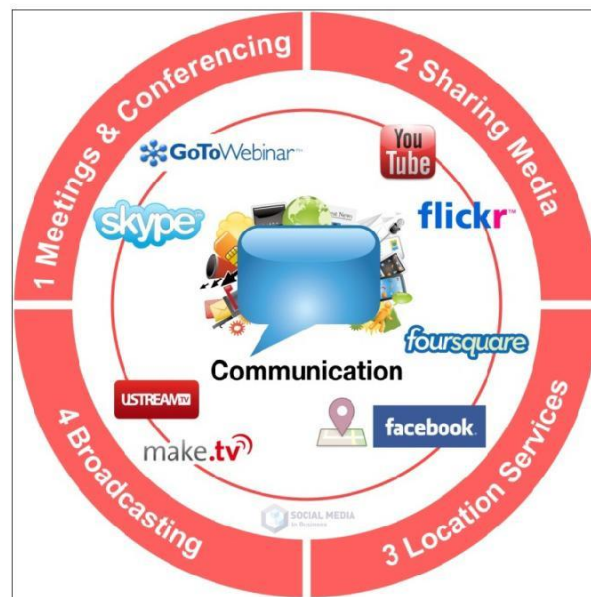 1 Meetings & Conferencing
2 Sharing Media
GoToWebinar
You
Tube
skype
flickr
foursquare
Communication
USTREAM TV
facebook
make.tv
SOCIAL MEDIA
4 Broadcasting
3 Location Services